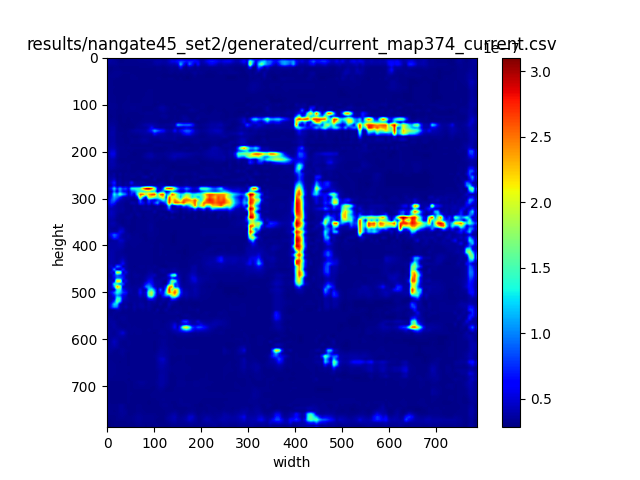 results/nangate45_set2/generated/current_map374_current.csv
1e−7
0
100
200
300
400
500
600
700
height
0 100 200 300 400 500 600 700
width
3.0
2.5
2.0
1.5
1.0
0.5